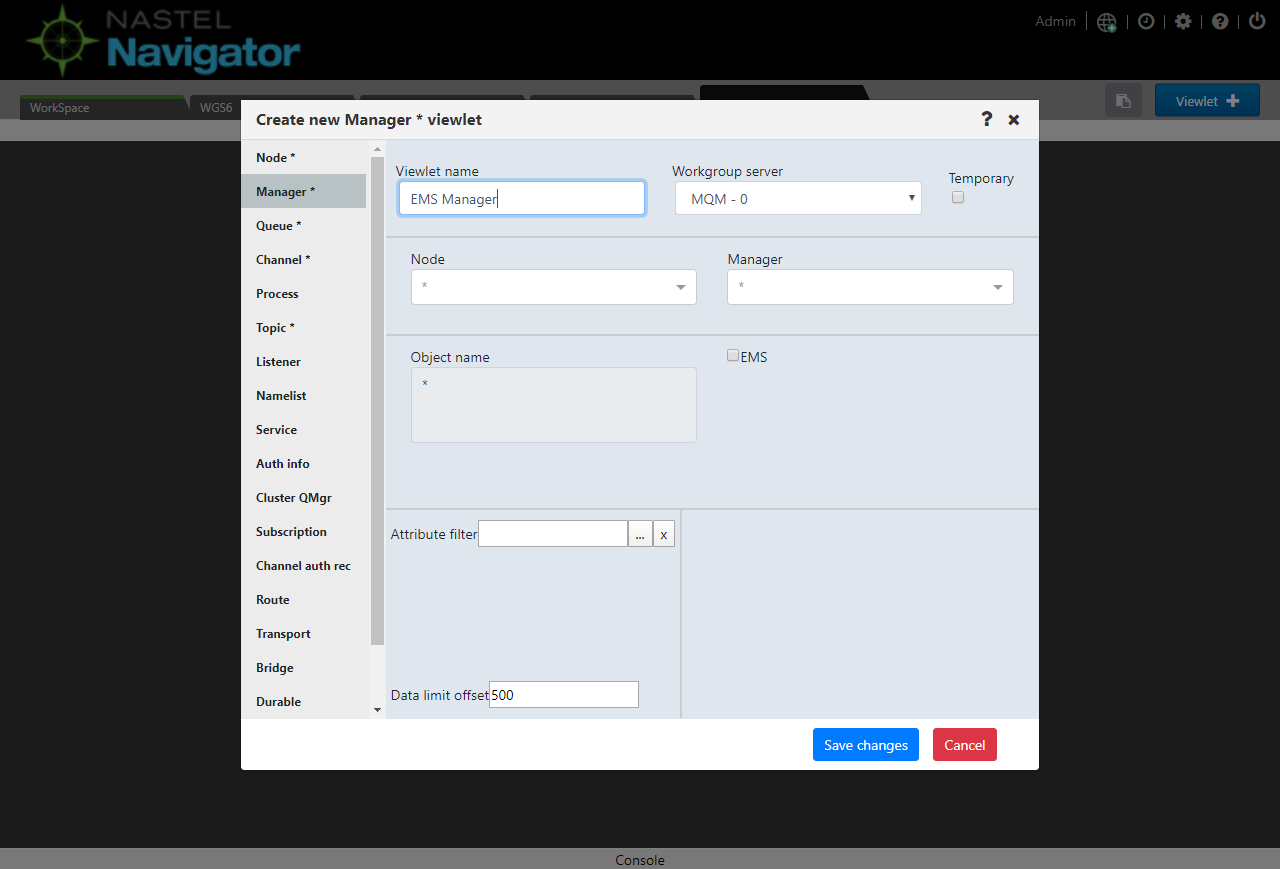 NASTEL
Navigator
Admin
WorkSpace
WGS6
Viewlet
Create new Manager * viewlet
?
Node *
Manager *
Queue *
Channel *
Process
Topic *
Listener
Namelist
Service
Auth info
Cluster QMgr
Subscription
Channel auth rec
Route
Transport
Bridge
Durable
Viewlet name
EMS Manager
Workgroup server
MQM - 0
Temporary
Node
*
Manager
*
Object name
*
EMS
Attribute filter
... x
Data limit offset 500
Save changes
Cancel
Console